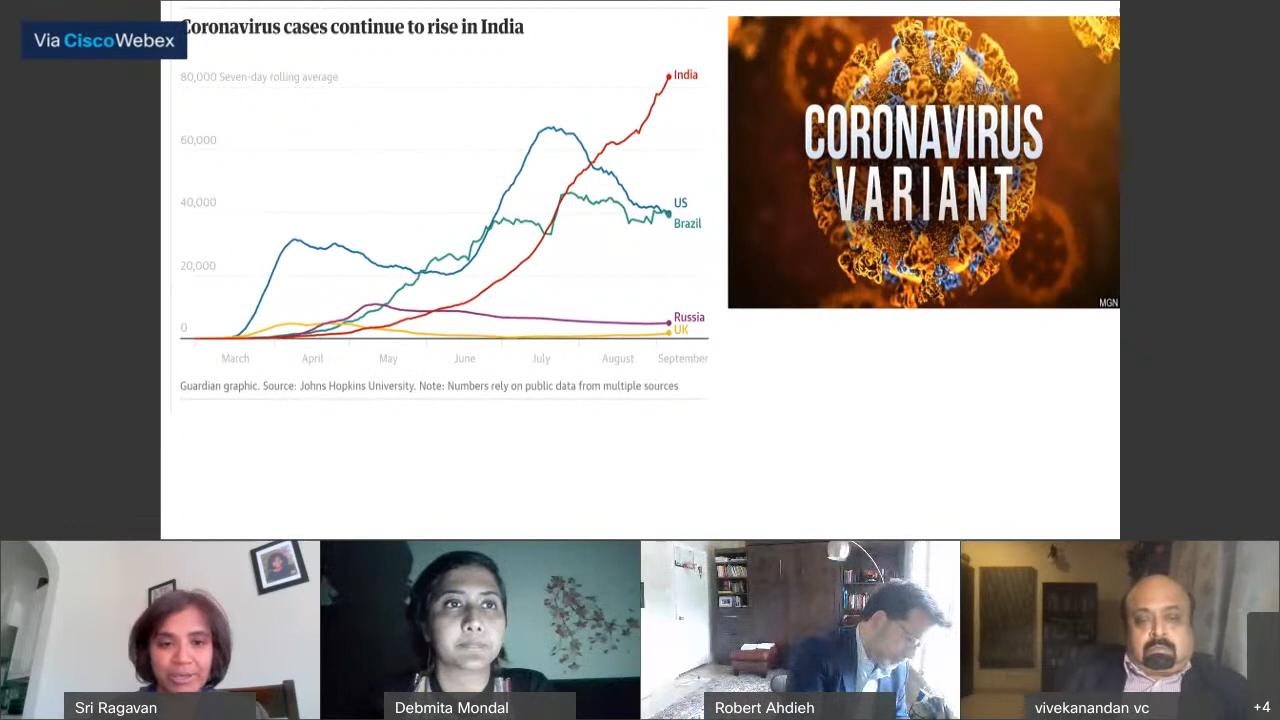 Via Cisco Webex
Coronavirus cases continue to rise in India
80,000 Seven-day rolling average
India
60,000
40,000
US
Brazil
20,000
Russia
0
UK
March April May June July August September
Guardian graphic. Source: Johns Hopkins University. Note: Numbers rely on public data from multiple sources
CORONAVIRUS
VARIANT
MGN
Sri Ragavan
Debmita Mondal
Robert Ahdieh
vivekanandan vc
+4